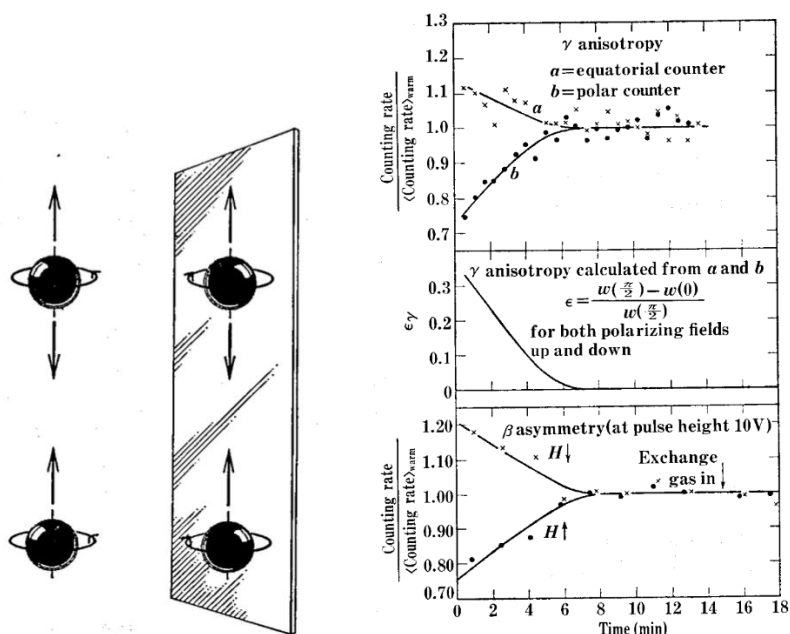 1.3
1.2
1.1
1.0
0.9
0.8
0.7
Counting rate
⟨Counting rate⟩warm
γ anisotropy
a=equatorial counter
b=polar counter
a
b
0.3
0.2
0.1
0
ϵγ
γ anisotropy calculated from a and b
ϵ = w(π/2) − w(0)
w(π/2)
for both polarizing fields
up and down
1.20
1.10
1.00
0.90
0.80
0.70
Counting rate
⟨Counting rate⟩warm
β asymmetry(at pulse height 10V)
H↓
Exchange
gas in
H↑
0 2 4 6 8 10 12 14 16 18
Time (min)